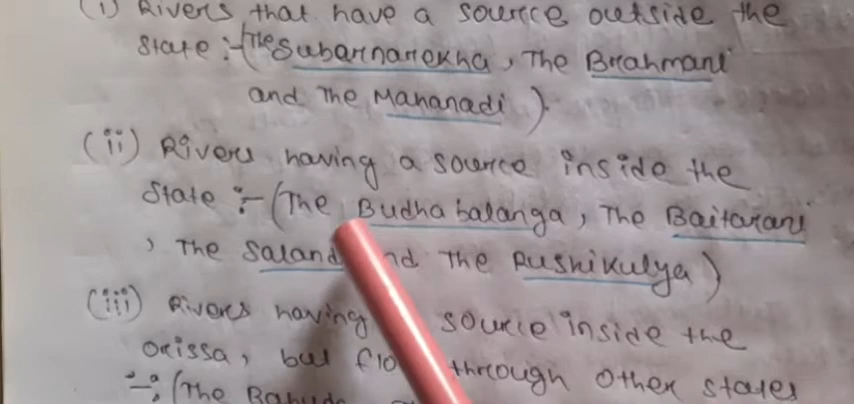 (i) Rivers that have a source outside the
State :- (The Subarnarekha, The Brahmani
and The Mahanadi).
(ii) Rivers having a source inside the
State :- (The Budhabalanga, The Baitarani
, The Saland and The Rushikulya)
(iii) Rivers having source inside the
Orissa, but flo through other states
:- (The Bahuda